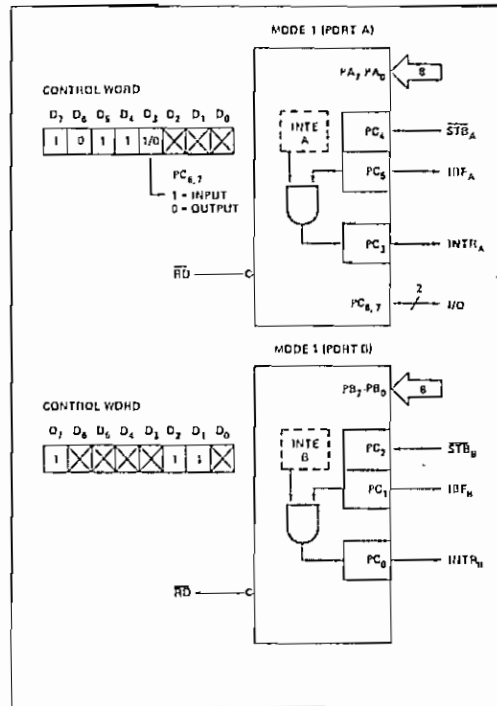 MODE 1 (PORT A)
PA7-PA0
8
CONTROL WORD
D7 D6 D5 D4 D3 D2 D1 D0
1 0 1 1 1/0 X X X
PC6,7
1 = INPUT
0 = OUTPUT
INTE
A
PC4
STBA
PC5
IBFA
PC3
INTRA
RD
PC6,7
2
I/O
MODE 1 (PORT B)
PB7-PB0
8
CONTROL WORD
D7 D6 D5 D4 D3 D2 D1 D0
1 X X X X 1 1 X
INTE
B
PC2
STBB
PC1
IBFB
PC0
INTRB
RD